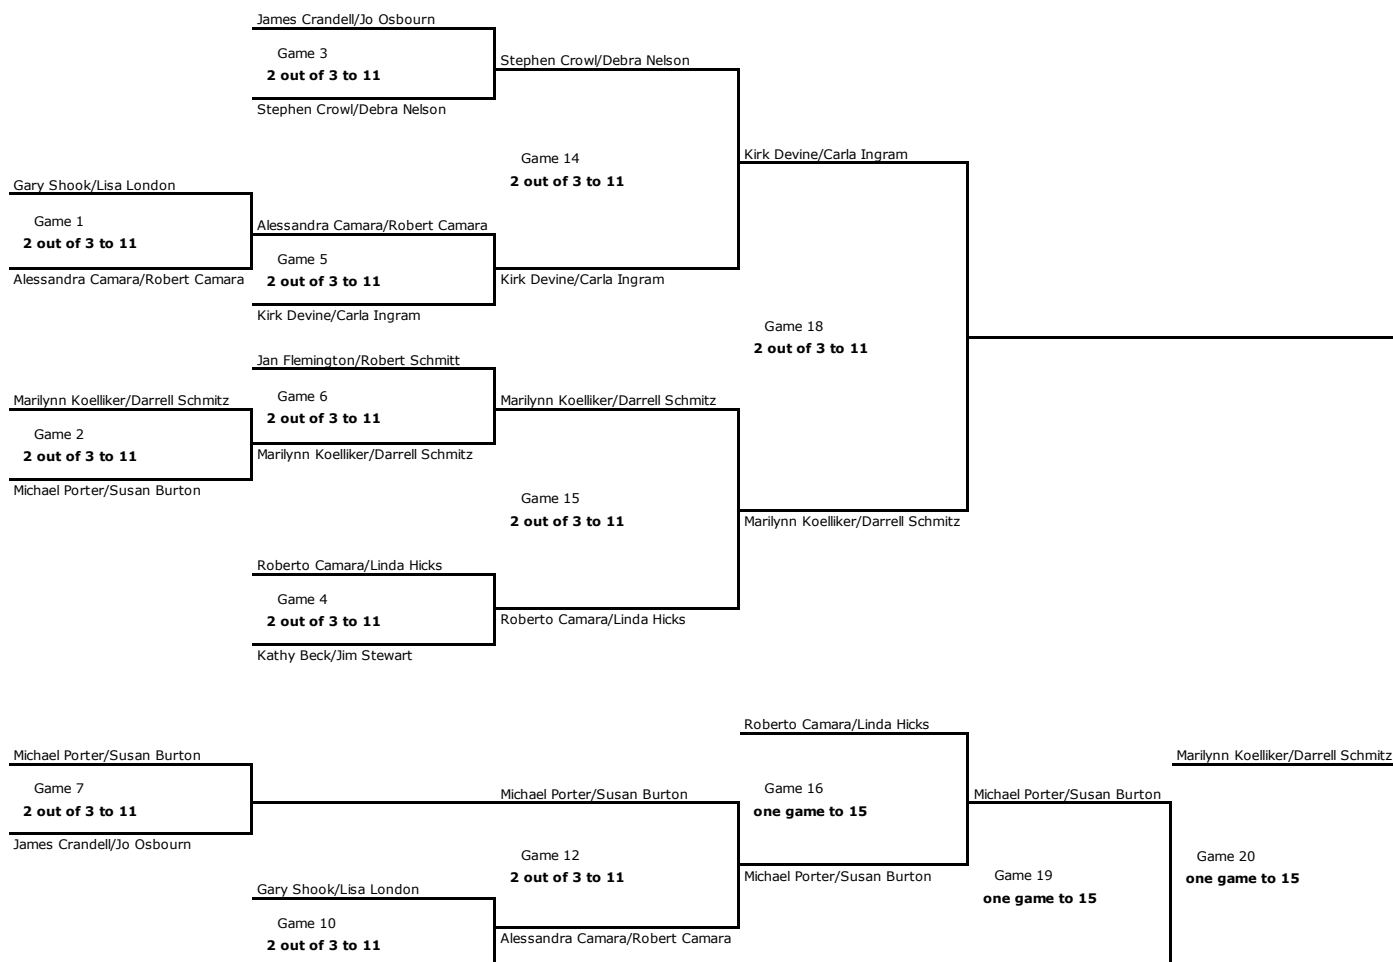 James Crandell/Jo Osbourn
Game 3
2 out of 3 to 11
Stephen Crowl/Debra Nelson
Stephen Crowl/Debra Nelson
Game 14
2 out of 3 to 11
Kirk Devine/Carla Ingram
Gary Shook/Lisa London
Game 1
2 out of 3 to 11
Alessandra Camara/Robert Camara
Alessandra Camara/Robert Camara
Game 5
2 out of 3 to 11
Kirk Devine/Carla Ingram
Kirk Devine/Carla Ingram
Game 18
2 out of 3 to 11
Jan Flemington/Robert Schmitt
Game 6
2 out of 3 to 11
Marilynn Koelliker/Darrell Schmitz
Marilynn Koelliker/Darrell Schmitz
Game 2
2 out of 3 to 11
Michael Porter/Susan Burton
Marilynn Koelliker/Darrell Schmitz
Game 15
2 out of 3 to 11
Marilynn Koelliker/Darrell Schmitz
Roberto Camara/Linda Hicks
Game 4
2 out of 3 to 11
Kathy Beck/Jim Stewart
Roberto Camara/Linda Hicks
Roberto Camara/Linda Hicks
Michael Porter/Susan Burton
Game 7
2 out of 3 to 11
James Crandell/Jo Osbourn
Michael Porter/Susan Burton
Game 16
one game to 15
Michael Porter/Susan Burton
Marilynn Koelliker/Darrell Schmitz
Game 12
2 out of 3 to 11
Michael Porter/Susan Burton
Game 19
one game to 15
Game 20
one game to 15
Gary Shook/Lisa London
Game 10
2 out of 3 to 11
Alessandra Camara/Robert Camara